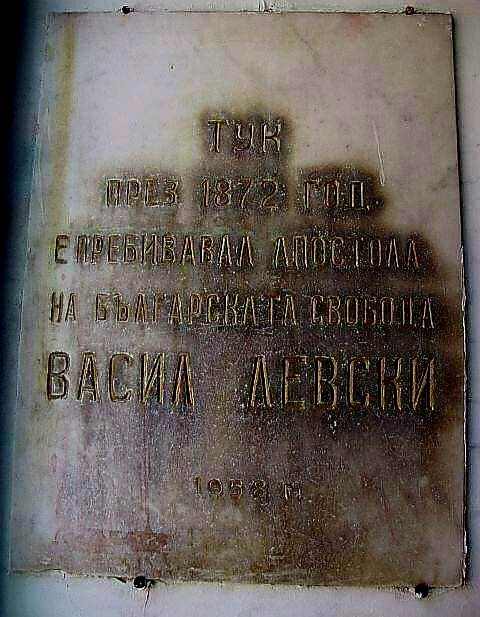 ТУК
ПРЕЗ 1872 ГОД.
Е ПРЕБИВАВАЛ АПОСТОЛА
НА БЪЛГАРСКАТА СВОБОДА
ВАСИЛ ЛЕВСКИ
1958 г.